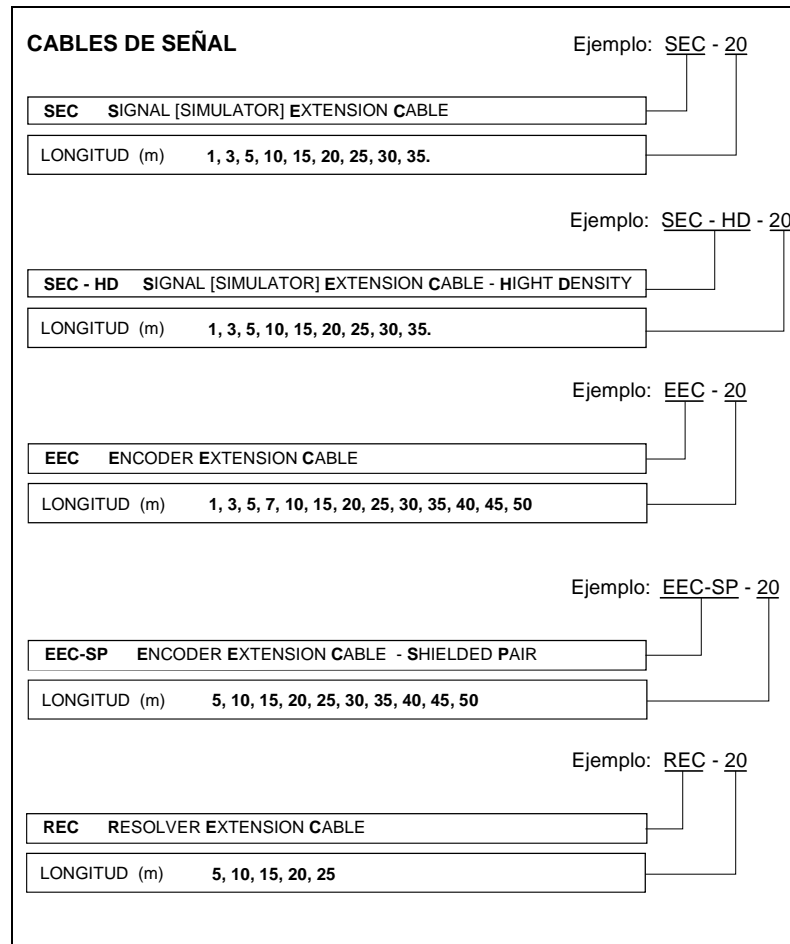 CABLES DE SEÑAL Ejemplo: SEC - 20
SEC SIGNAL [SIMULATOR] EXTENSION CABLE
LONGITUD (m) 1, 3, 5, 10, 15, 20, 25, 30, 35.
Ejemplo: SEC - HD - 20
SEC - HD SIGNAL [SIMULATOR] EXTENSION CABLE - HIGHT DENSITY
LONGITUD (m) 1, 3, 5, 10, 15, 20, 25, 30, 35.
Ejemplo: EEC - 20
EEC ENCODER EXTENSION CABLE
LONGITUD (m) 1, 3, 5, 7, 10, 15, 20, 25, 30, 35, 40, 45, 50
Ejemplo: EEC-SP - 20
EEC-SP ENCODER EXTENSION CABLE - SHIELDED PAIR
LONGITUD (m) 5, 10, 15, 20, 25, 30, 35, 40, 45, 50
Ejemplo: REC - 20
REC RESOLVER EXTENSION CABLE
LONGITUD (m) 5, 10, 15, 20, 25